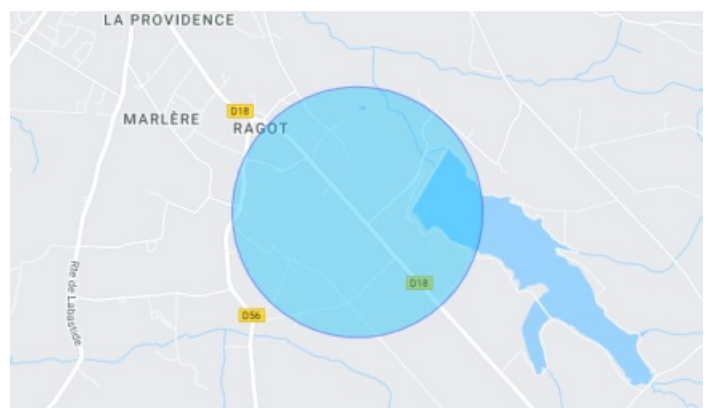 LA PROVIDENCE
D18
MARLÈRE
RAGOT
Rte de Labastide
D18
D56